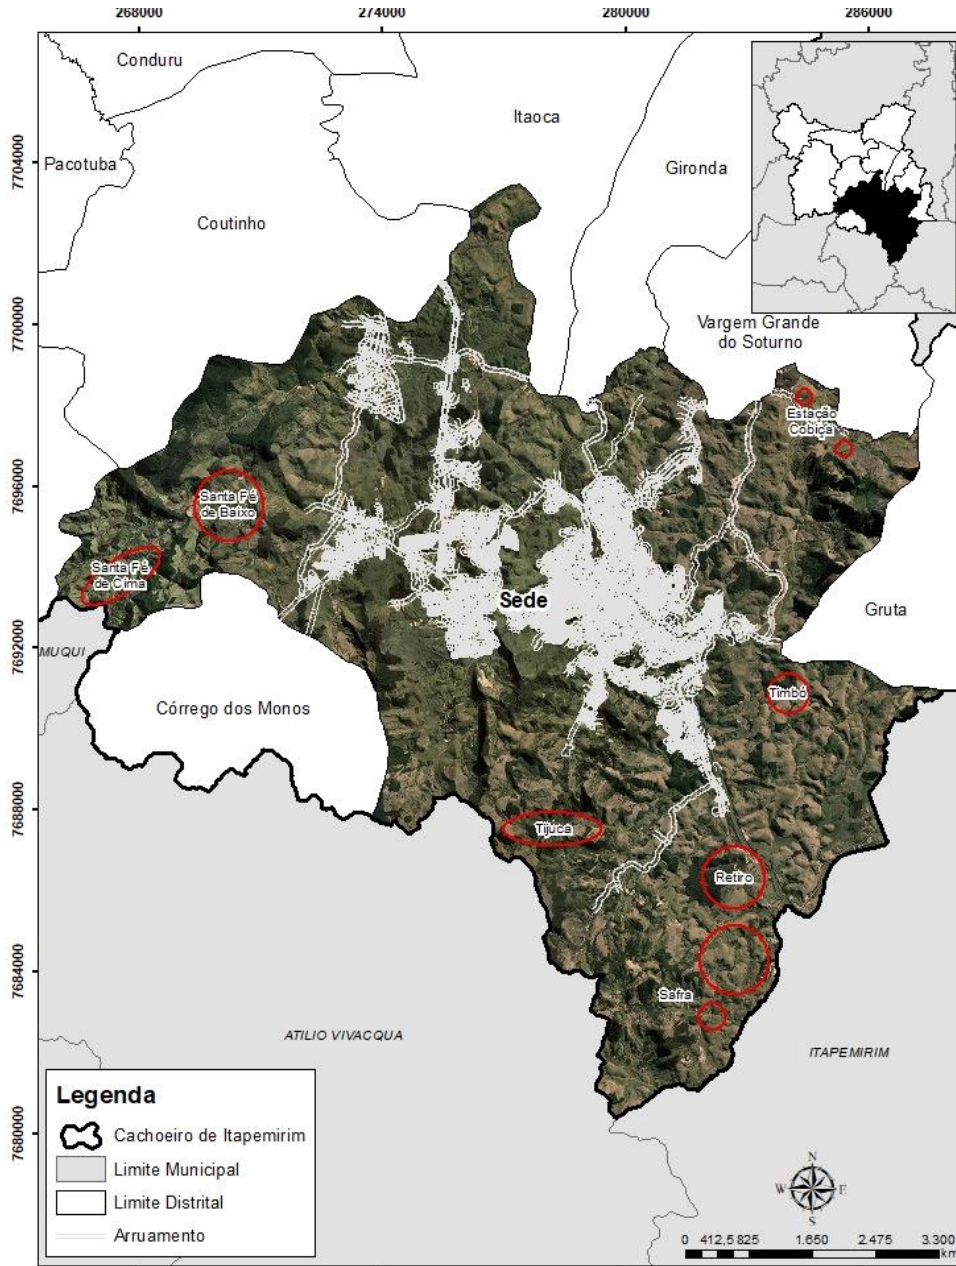 268000 274000 280000 286000
Conduru
Itaoca
Pacotuba
Gironda
7704000
Coutinho
7700000
Vargem Grande
do Soturno
Estação
Cobiça
7696000
Santa Fé
de Baixo
Santa Fé
de Cima
Sede
Gruta
7692000
MUQUI
Timbó
Córrego dos Monos
7688000
Tijuca
Retiro
7684000
Safra
ATILIO VIVACQUA
ITAPEMIRIM
7680000
Legenda
Cachoeiro de Itapemirim
Limite Municipal
Limite Distrital
Arruamento
N
W E
S
0 412,5 825 1.650 2.475 3.300
km